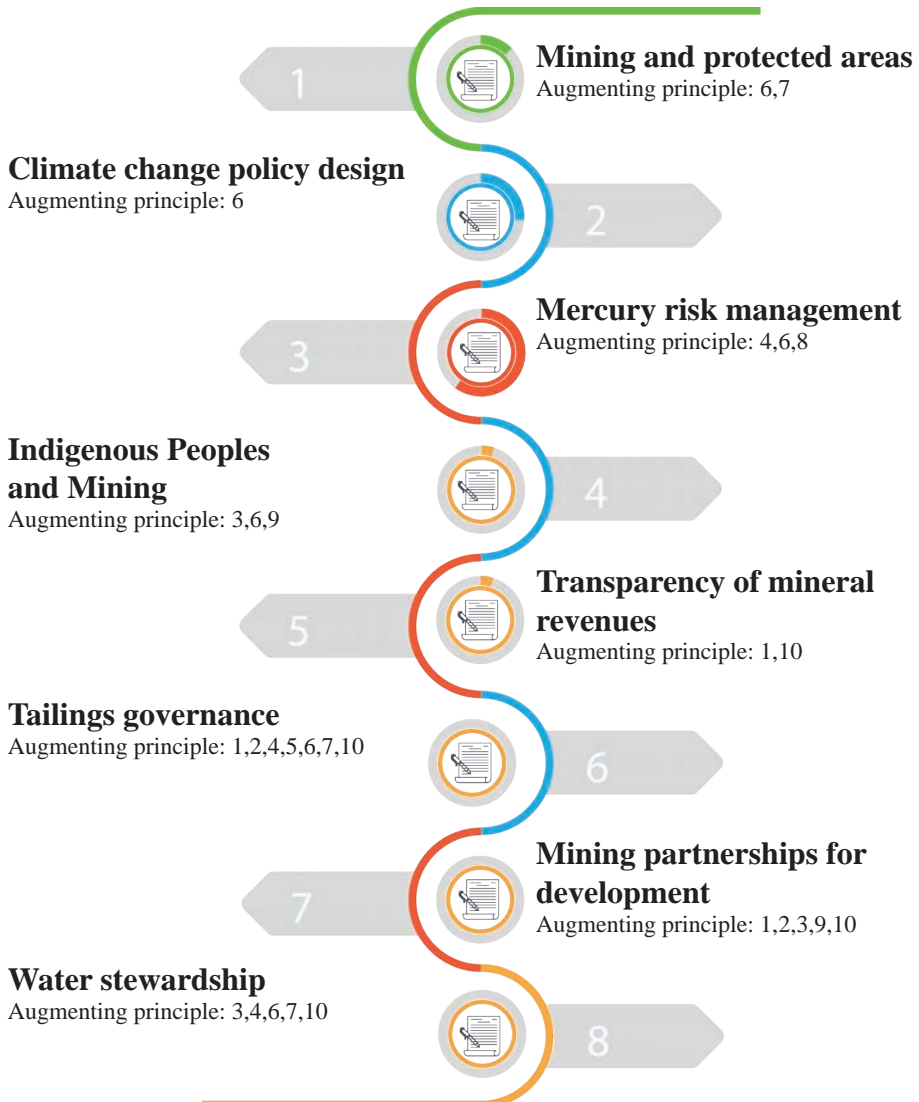 1
Mining and protected areas
Augmenting principle: 6,7
Climate change policy design
Augmenting principle: 6
2
3
Mercury risk management
Augmenting principle: 4,6,8
Indigenous Peoples
and Mining
Augmenting principle: 3,6,9
4
5
Transparency of mineral
revenues
Augmenting principle: 1,10
Tailings governance
Augmenting principle: 1,2,4,5,6,7,10
6
7
Mining partnerships for
development
Augmenting principle: 1,2,3,9,10
Water stewardship
Augmenting principle: 3,4,6,7,10
8